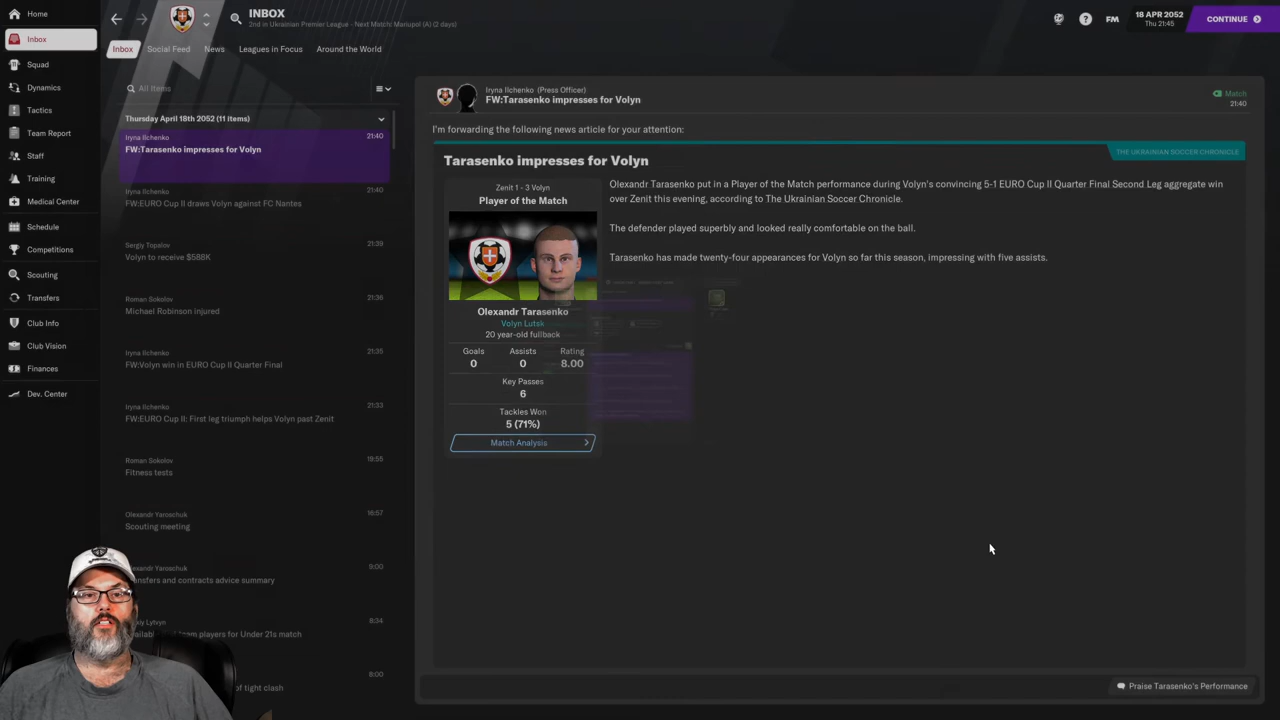 Home
INBOX
2nd in Ukrainian Premier League - Next Match: Mariupol (A) (2 days)
FM
18 APR 2052
Thu 21:45
CONTINUE
Inbox
Squad
Dynamics
Tactics
Team Report
Staff
Training
Medical Center
Schedule
Competitions
Scouting
Transfers
Club Info
Club Vision
Finances
Dev. Center
Inbox
Social Feed
News
Leagues in Focus
Around the World
All Items
Thursday April 18th 2052 (11 items)
Iryna Ilchenko
21:40
FW:Tarasenko impresses for Volyn
Iryna Ilchenko
21:40
FW:EURO Cup II draws Volyn against FC Nantes
Sergiy Topalov
21:39
Volyn to receive $588K
Roman Sokolov
21:36
Michael Robinson injured
Iryna Ilchenko
21:35
FW:Volyn win in EURO Cup II Quarter Final
Iryna Ilchenko
21:33
FW:EURO Cup II: First leg triumph helps Volyn past Zenit
Roman Sokolov
19:55
Fitness tests
Olexandr Yaroschuk
16:57
Scouting meeting
exandr Yaroschuk
9:00
nsfers and contracts advice summary
Lytvyn
8:34
players for Under 21s match
8:00
of tight clash
Iryna Ilchenko (Press Officer)
FW:Tarasenko impresses for Volyn
Match
21:40
I'm forwarding the following news article for your attention:
Tarasenko impresses for Volyn
THE UKRAINIAN SOCCER CHRONICLE
Zenit 1 - 3 Volyn
Player of the Match
Olexandr Tarasenko
Volyn Lutsk
20 year-old fullback
Goals
Assists
Rating
0
0
8.00
Key Passes
6
Tackles Won
5 (71%)
Match Analysis
Olexandr Tarasenko put in a Player of the Match performance during Volyn's convincing 5-1 EURO Cup II Quarter Final Second Leg aggregate win
over Zenit this evening, according to The Ukrainian Soccer Chronicle.
The defender played superbly and looked really comfortable on the ball.
Tarasenko has made twenty-four appearances for Volyn so far this season, impressing with five assists.
Praise Tarasenko's Performance